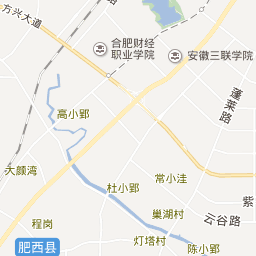 方兴大道
合肥财经
职业学院
安徽三联学院
蓬莱路
高小郢
大颜湾
常小洼
杜小郢
紫
巢湖村
云谷路
程岗
肥西县
灯塔村
陈小郢